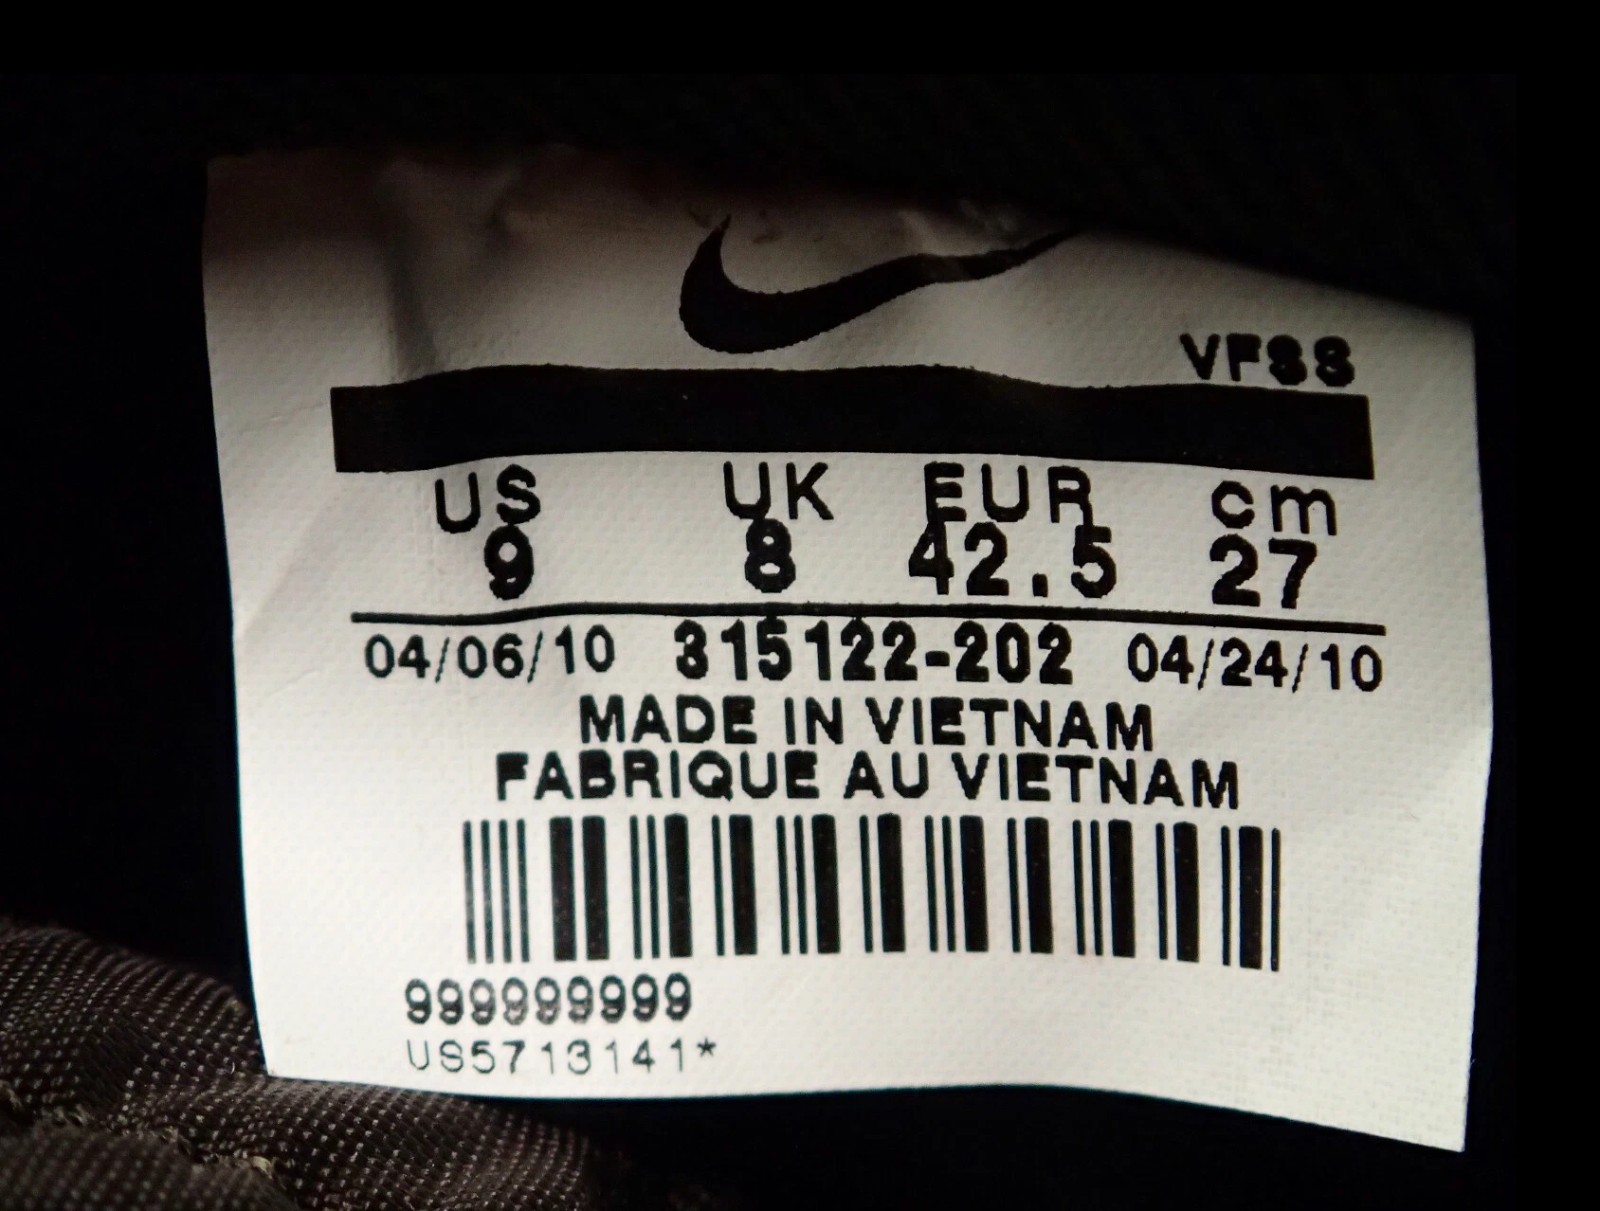 VFSS
US UK EUR cm
9 8 42.5 27
04/06/10 315122-202 04/24/10
MADE IN VIETNAM
FABRIQUE AU VIETNAM
999999999
US5713141*